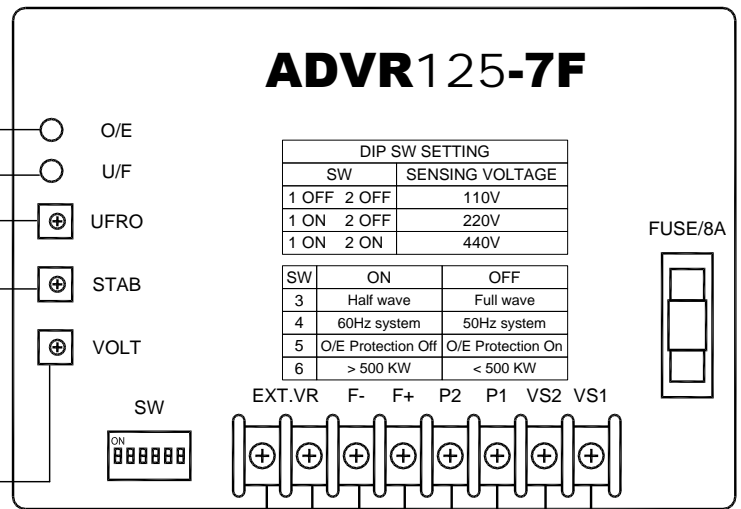 ADVR125-7F
O/E
U/F
UFRO
STAB
VOLT
DIP SW SETTING
SW SENSING VOLTAGE
1 OFF 2 OFF 110V
1 ON 2 OFF 220V
1 ON 2 ON 440V
SW ON OFF
3 Half wave Full wave
4 60Hz system 50Hz system
5 O/E Protection Off O/E Protection On
6 > 500 KW < 500 KW
FUSE/8A
EXT.VR F- F+ P2 P1 VS2 VS1
SW
ON